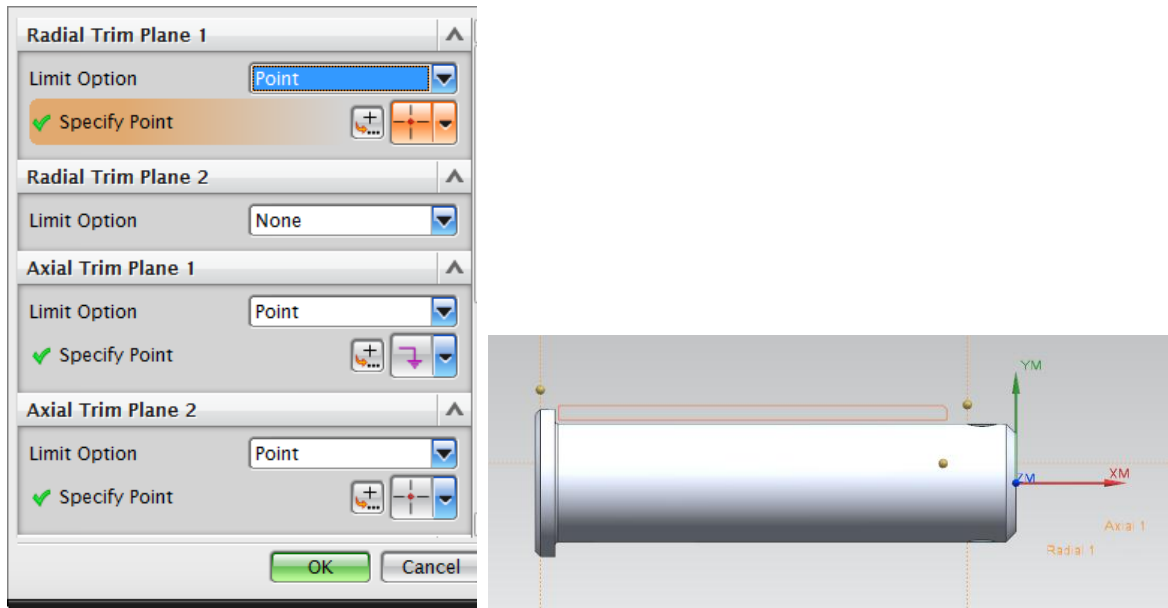 Radial Trim Plane 1
Limit Option Point
Specify Point
Radial Trim Plane 2
Limit Option None
Axial Trim Plane 1
Limit Option Point
Specify Point
Axial Trim Plane 2
Limit Option Point
Specify Point
OK Cancel
YM
ZM XM
Axial 1
Radial 1